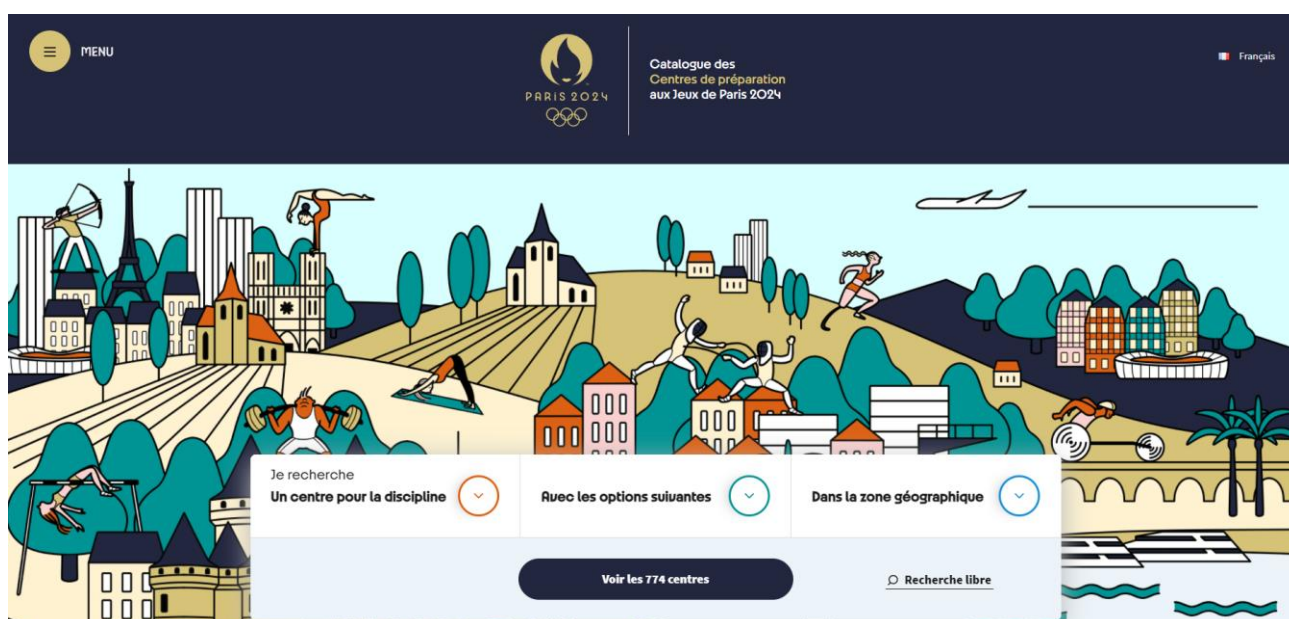 MENU
PARIS 2024
Catalogue des
Centres de préparation
aux Jeux de Paris 2024
Français
Je recherche
Un centre pour la discipline
Avec les options suivantes
Dans la zone géographique
Voir les 774 centres
Recherche libre